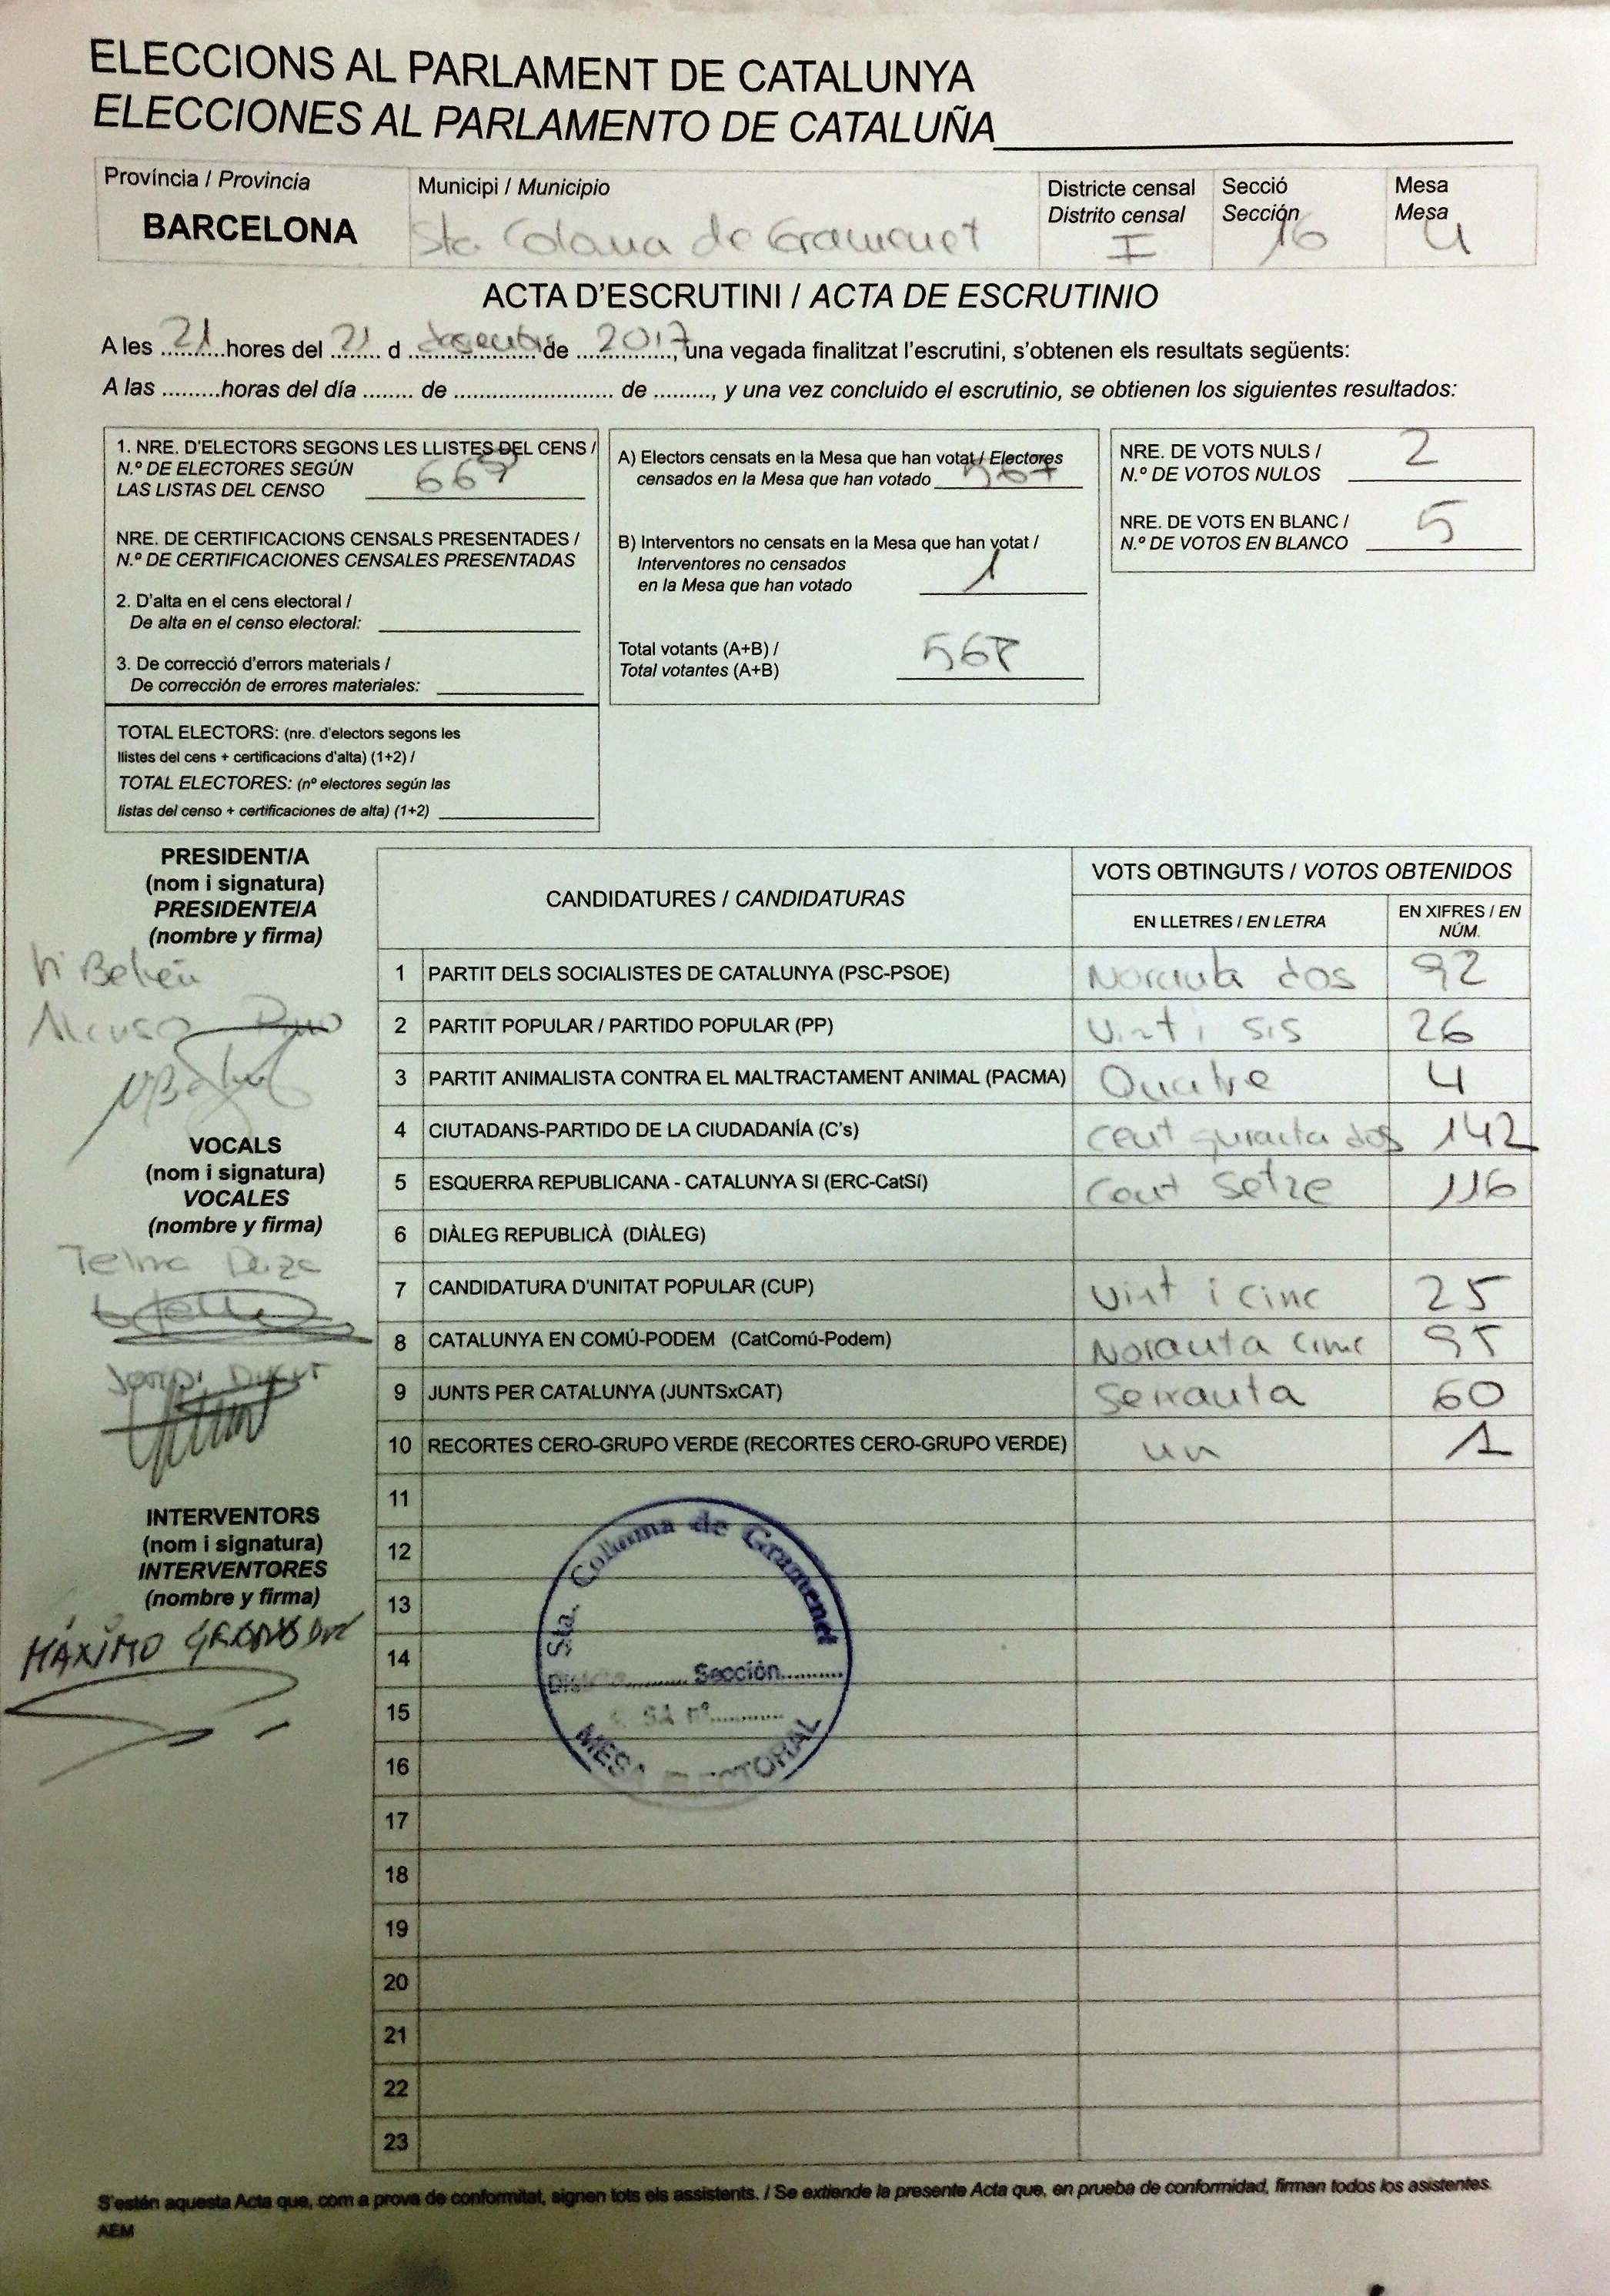 ELECCIONS AL PARLAMENT DE CATALUNYA
ELECCIONES AL PARLAMENTO DE CATALUÑA
Província / Provincia
BARCELONA
Municipi / Municipio
Sta. Coloma de Gramenet
Districte censal
Distrito censal
I
Secció
Sección
16
Mesa
Mesa
U
ACTA D'ESCRUTINI / ACTA DE ESCRUTINIO
A les 21 hores del 21 d desembre de 2017, una vegada finalitzat l'escrutini, s'obtenen els resultats següents:
A las .........horas del día ........ de ......................... de ........., y una vez concluido el escrutinio, se obtienen los siguientes resultados:
1. NRE. D'ELECTORS SEGONS LES LLISTES DEL CENS /
N.º DE ELECTORES SEGÚN
LAS LISTAS DEL CENSO 667
NRE. DE CERTIFICACIONS CENSALS PRESENTADES /
N.º DE CERTIFICACIONES CENSALES PRESENTADAS
2. D'alta en el cens electoral /
De alta en el censo electoral:
3. De correcció d'errors materials /
De corrección de errores materiales:
TOTAL ELECTORS: (nre. d'electors segons les
llistes del cens + certificacions d'alta) (1+2) /
TOTAL ELECTORES: (nº electores según las
listas del censo + certificaciones de alta) (1+2)
A) Electors censats en la Mesa que han votat / Electores
censados en la Mesa que han votado 567
B) Interventors no censats en la Mesa que han votat /
Interventores no censados
en la Mesa que han votado 1
Total votants (A+B) /
Total votantes (A+B) 568
NRE. DE VOTS NULS /
N.º DE VOTOS NULOS 2
NRE. DE VOTS EN BLANC /
N.º DE VOTOS EN BLANCO 5
PRESIDENT/A
(nom i signatura)
PRESIDENTE/A
(nombre y firma)
Mª Belén
VOCALS
(nom i signatura)
VOCALES
(nombre y firma)
Telma
INTERVENTORS
(nom i signatura)
INTERVENTORES
(nombre y firma)
MÁXIMO
CANDIDATURES / CANDIDATURAS
VOTS OBTINGUTS / VOTOS OBTENIDOS
EN LLETRES / EN LETRA
EN XIFRES / EN NÚM.
1 PARTIT DELS SOCIALISTES DE CATALUNYA (PSC-PSOE) Noranta dos 92
2 PARTIT POPULAR / PARTIDO POPULAR (PP) Vint i sis 26
3 PARTIT ANIMALISTA CONTRA EL MALTRACTAMENT ANIMAL (PACMA) Quatre 4
4 CIUTADANS-PARTIDO DE LA CIUDADANÍA (C's) Cent quranta dos 142
5 ESQUERRA REPUBLICANA - CATALUNYA SI (ERC-CatSí) Cent Setze 116
6 DIÀLEG REPUBLICÀ (DIÀLEG)
7 CANDIDATURA D'UNITAT POPULAR (CUP) Vint i cinc 25
8 CATALUNYA EN COMÚ-PODEM (CatComú-Podem) Noranta cinc 95
9 JUNTS PER CATALUNYA (JUNTSxCAT) Seixanta 60
10 RECORTES CERO-GRUPO VERDE (RECORTES CERO-GRUPO VERDE) un 1
11
12
13
14
15
16
17
18
19
20
21
22
23
Sta. Coloma de Gramenet
Sección
MESA ELECTORAL
S'estén aquesta Acta que, com a prova de conformitat, signen tots els assistents. / Se extiende la presente Acta que, en prueba de conformidad, firman todos los asistentes.
AEM